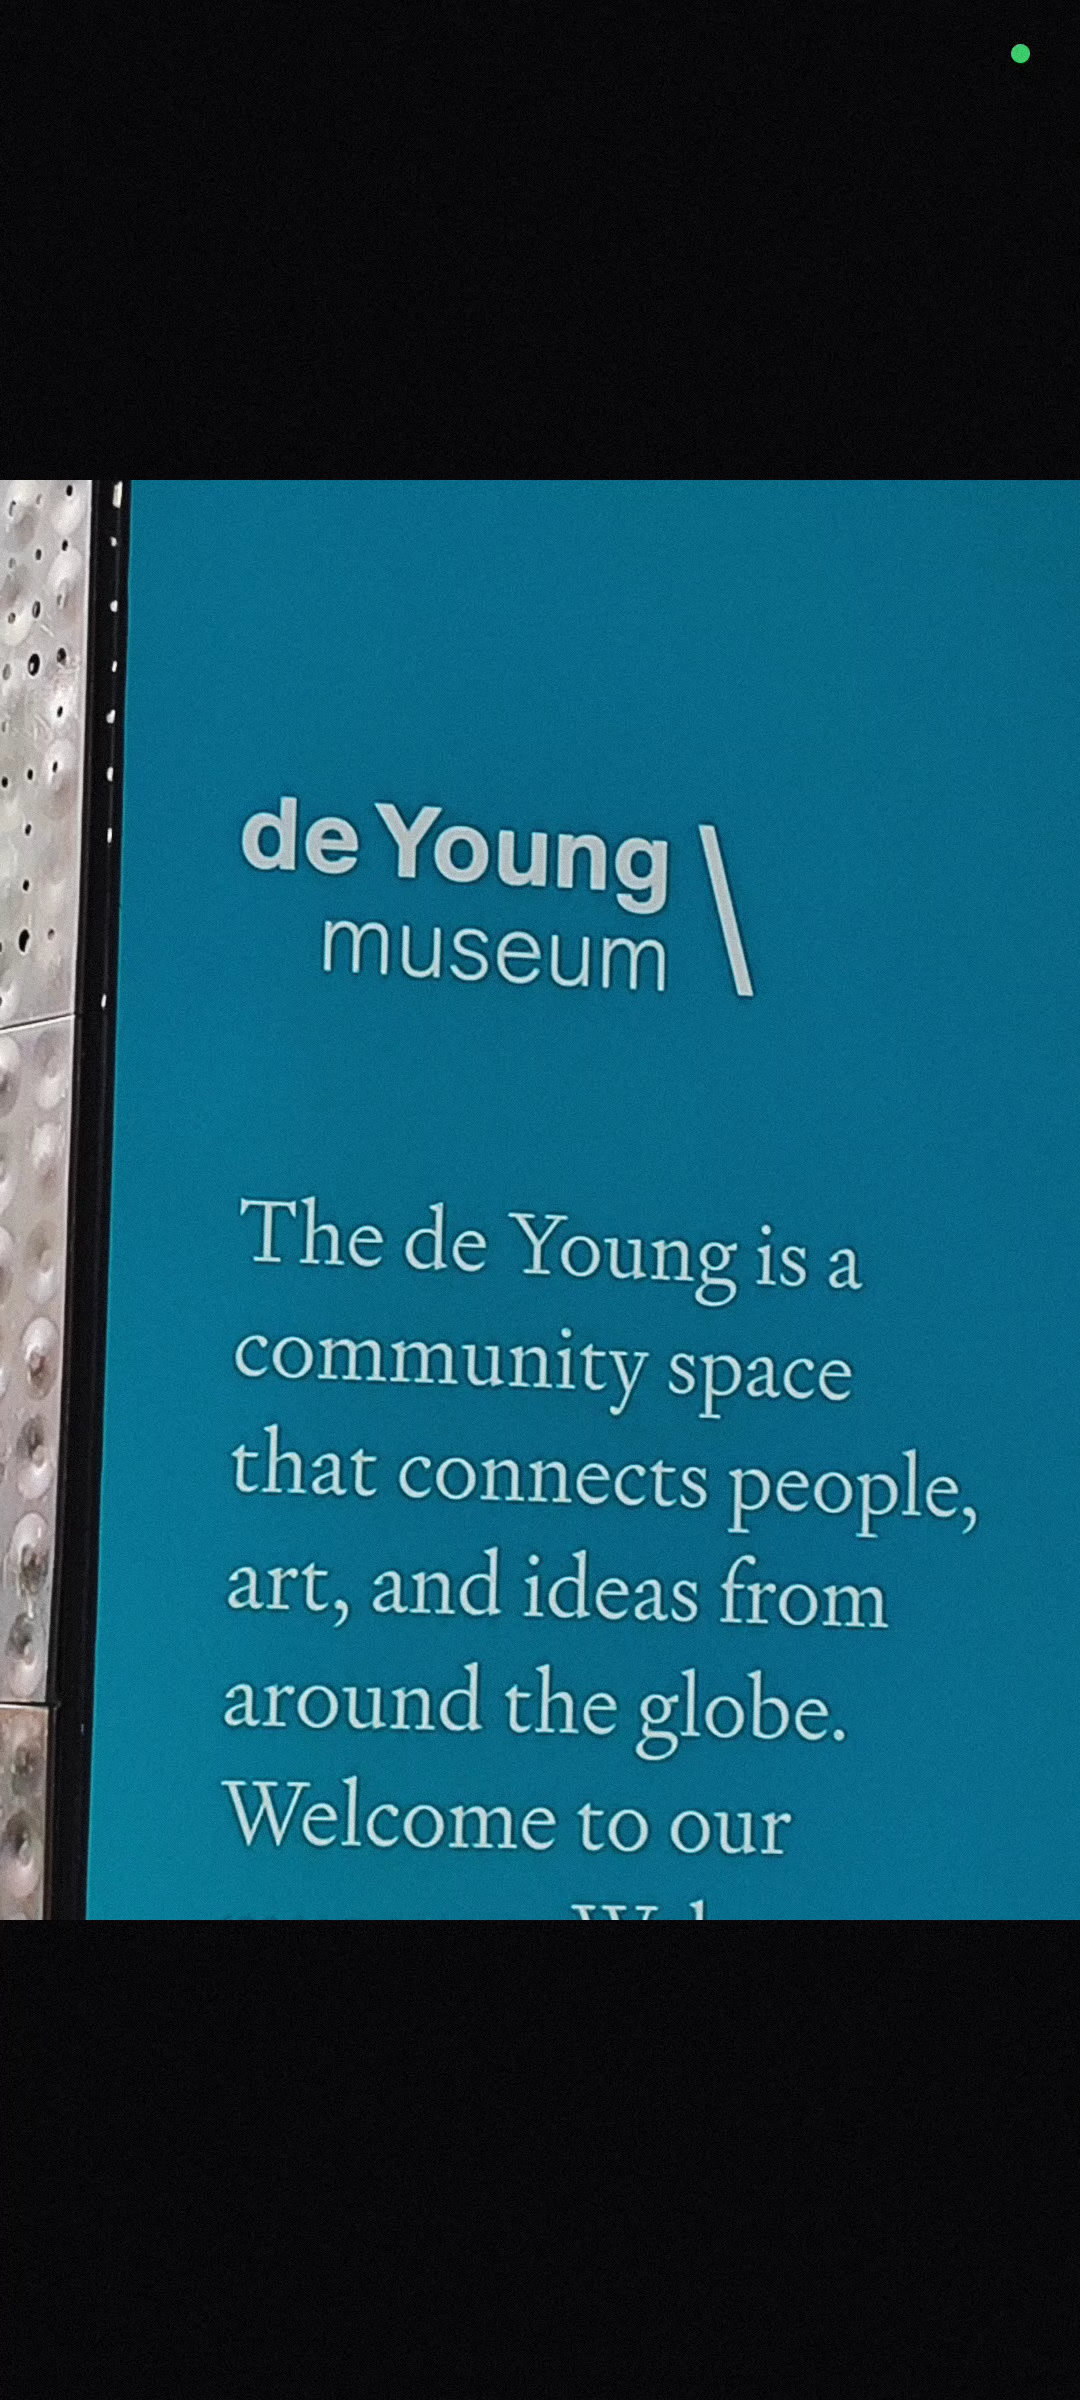 de Young
museum
The de Young is a
community space
that connects people,
art, and ideas from
around the globe.
Welcome to our